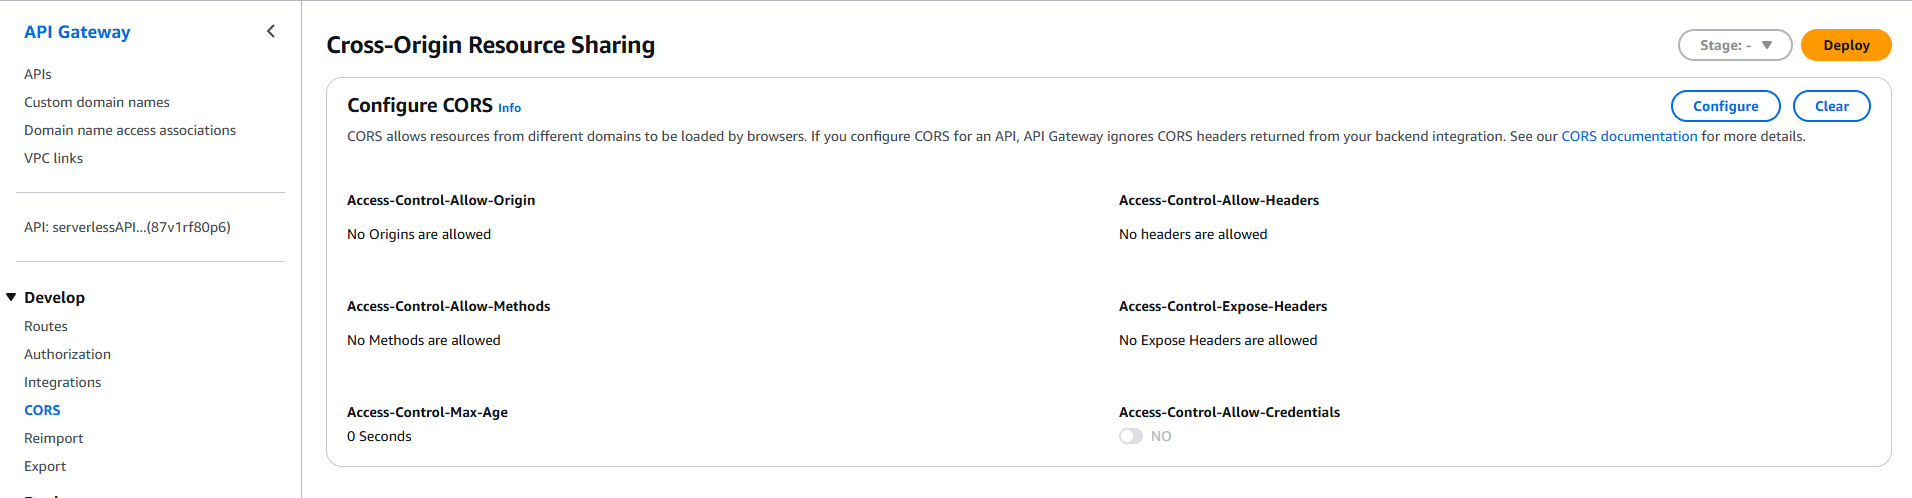 API Gateway
APIs
Custom domain names
Domain name access associations
VPC links
API: serverlessAPI...(87v1rf80p6)
Develop
Routes
Authorization
Integrations
CORS
Reimport
Export
Cross-Origin Resource Sharing
Stage: -
Deploy
Configure CORS Info
Configure
Clear
CORS allows resources from different domains to be loaded by browsers. If you configure CORS for an API, API Gateway ignores CORS headers returned from your backend integration. See our CORS documentation for more details.
Access-Control-Allow-Origin
No Origins are allowed
Access-Control-Allow-Headers
No headers are allowed
Access-Control-Allow-Methods
No Methods are allowed
Access-Control-Expose-Headers
No Expose Headers are allowed
Access-Control-Max-Age
0 Seconds
Access-Control-Allow-Credentials
NO